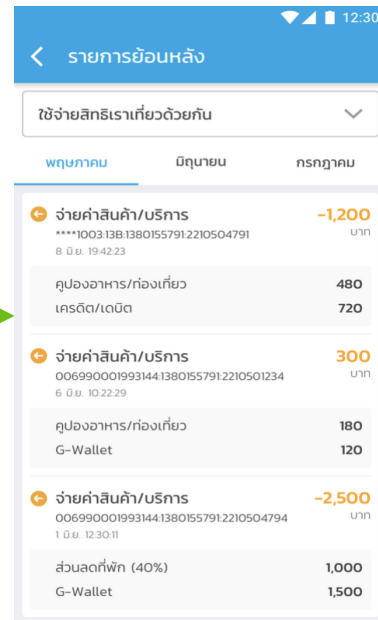 12:30
รายการย้อนหลัง
ใช้จ่ายสิทธิเราเที่ยวด้วยกัน
พฤษภาคม มิถุนายน กรกฎาคม
จ่ายค่าสินค้า/บริการ -1,200
****1003:13B:1380155791:2210504791 บาท
8 มิ.ย. 19:42:23
คูปองอาหาร/ท่องเที่ยว 480
เครดิต/เดบิต 720
จ่ายค่าสินค้า/บริการ 300
006990001993144:1380155791:2210501234 บาท
6 มิ.ย. 10:22:29
คูปองอาหาร/ท่องเที่ยว 180
G-Wallet 120
จ่ายค่าสินค้า/บริการ -2,500
006990001993144:1380155791:2210504794 บาท
1 มิ.ย. 12:30:11
ส่วนลดที่พัก (40%) 1,000
G-Wallet 1,500